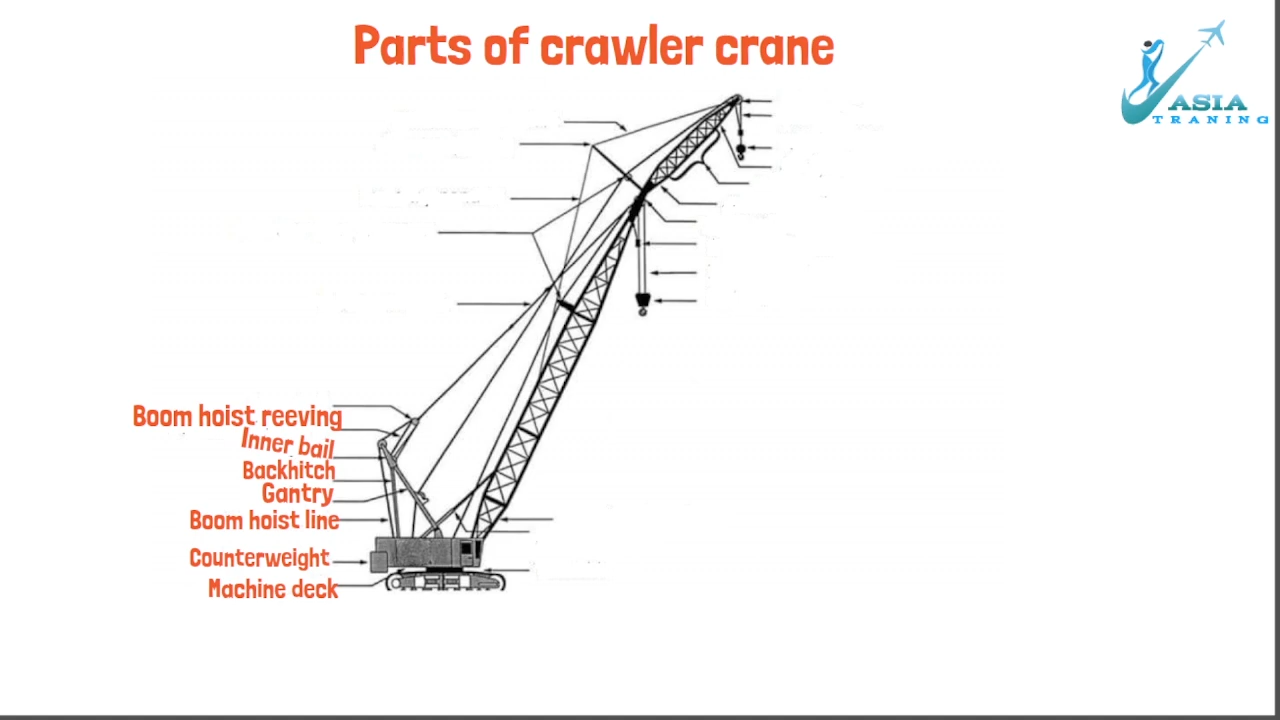 Parts of crawler crane
ASIA
TRANING
Boom hoist reeving
Inner bail
Backhitch
Gantry
Boom hoist line
Counterweight
Machine deck